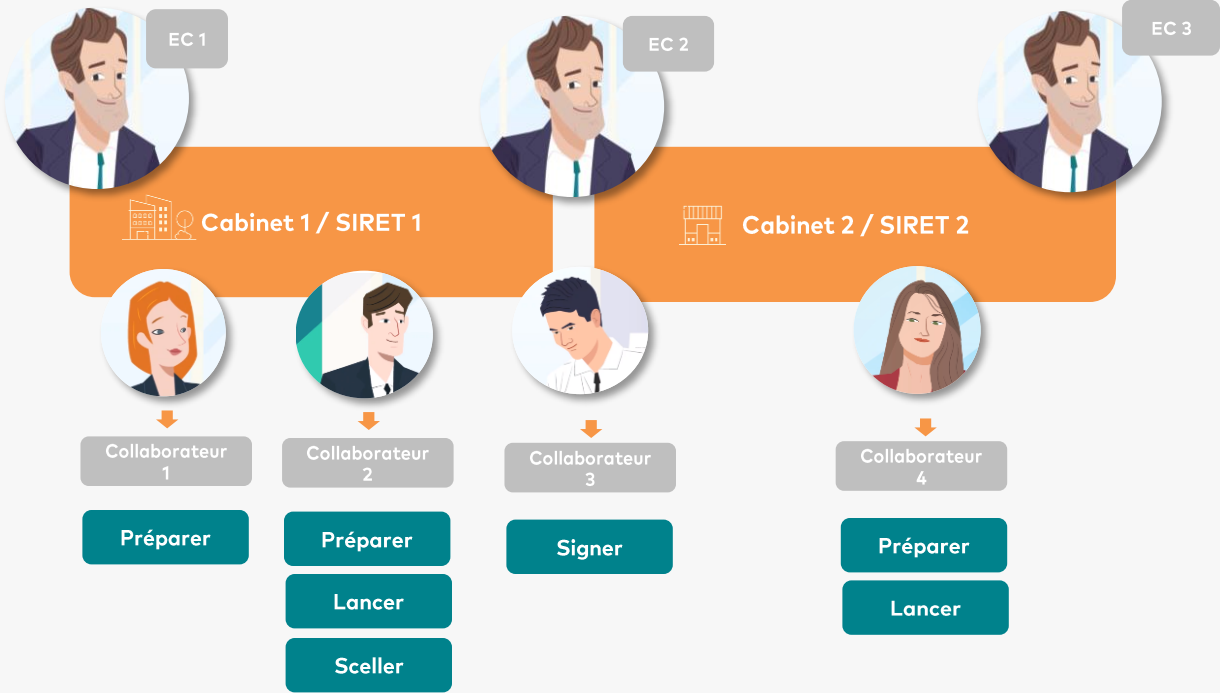 EC 1
EC 2
EC 3
Cabinet 1 / SIRET 1
Cabinet 2 / SIRET 2
Collaborateur
1
Collaborateur
2
Collaborateur
3
Collaborateur
4
Préparer
Préparer
Signer
Préparer
Lancer
Lancer
Sceller